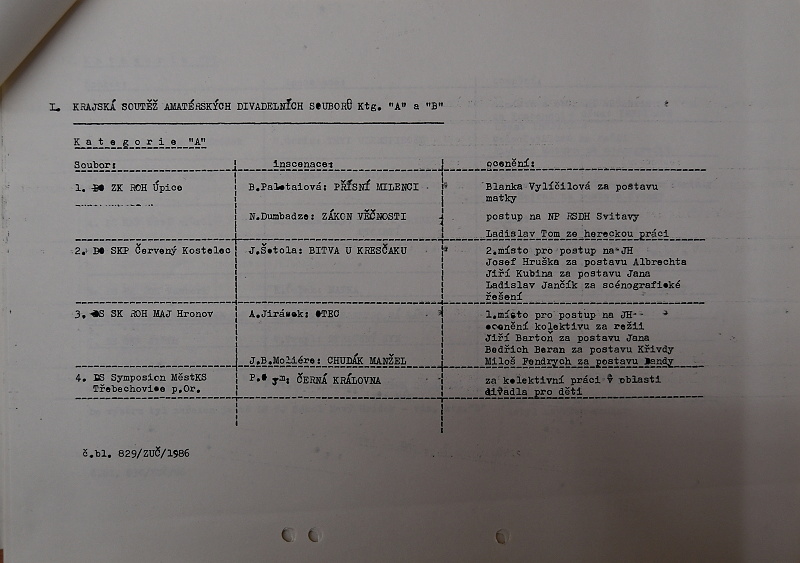 I. KRAJSKÁ SOUTĚŽ AMATÉRSKÝCH DIVADELNÍCH SOUBORŮ Ktg. "A" a "B"
K a t e g o r i e "A"
Soubor: inscenace: ocenění:
1. DS ZK ROH Úpice B.Paletaiová: PŘÍSNÍ MILENCI Blanka Vylíčilová za postavu
matky
N.Dumbadze: ZÁKON VĚČNOSTI postup na NP RSDH Svitavy
Ladislav Tom ze hereckou práci
2. DS SKP Červený Kostelec J.Šotola: BITVA U KRESČAKU 2.místo pro postup na JH
Josef Hruška za postavu Albrechta
Jiří Kubina za postavu Jana
Ladislav Jančík za scénografické
řešení
3. DS SK ROH MAJ Hronov A.Jirásek: OTEC 1.místo pro postup na JH
ocenění kolektivu za režii
Jiří Bartoň za postavu Jana
Bedřich Beran za postavu Křivdy
J.B.Moliére: CHUDÁK MANŽEL Miloš Pendrych za postavu Dandy
4. DS Symposion MěstKS ČERNÁ KRÁLOVNA za kolektivní práci v oblasti
Třebechovice p.Or. divadla pro děti
č.bl. 829/ZUČ/1986